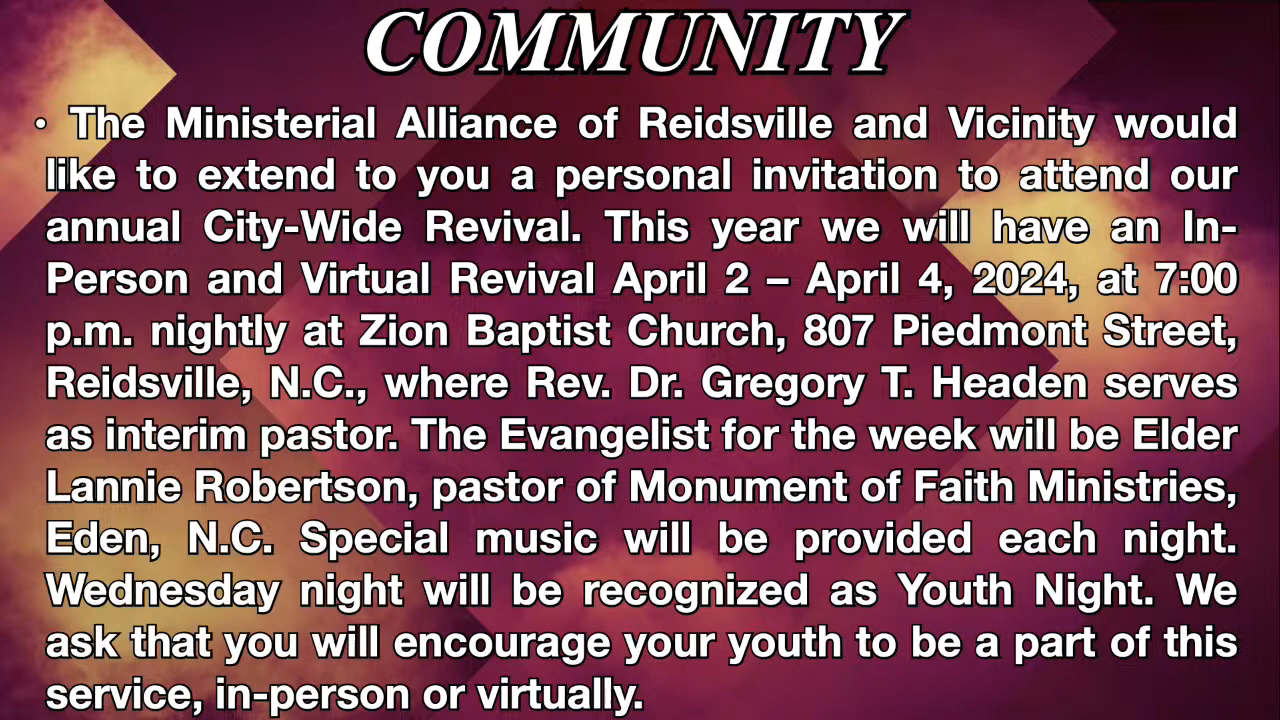 COMMUNITY
• The Ministerial Alliance of Reidsville and Vicinity would
like to extend to you a personal invitation to attend our
annual City-Wide Revival. This year we will have an In-
Person and Virtual Revival April 2 – April 4, 2024, at 7:00
p.m. nightly at Zion Baptist Church, 807 Piedmont Street,
Reidsville, N.C., where Rev. Dr. Gregory T. Headen serves
as interim pastor. The Evangelist for the week will be Elder
Lannie Robertson, pastor of Monument of Faith Ministries,
Eden, N.C. Special music will be provided each night.
Wednesday night will be recognized as Youth Night. We
ask that you will encourage your youth to be a part of this
service, in-person or virtually.